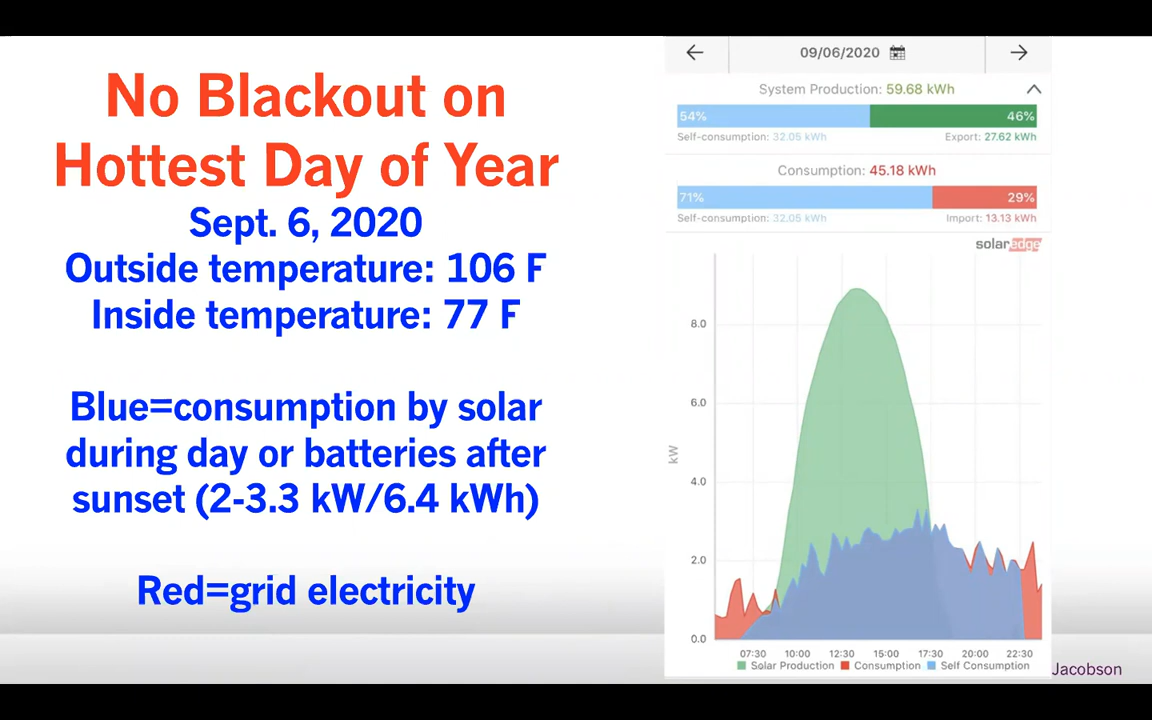 No Blackout on
Hottest Day of Year
Sept. 6, 2020
Outside temperature: 106 F
Inside temperature: 77 F
Blue=consumption by solar
during day or batteries after
sunset (2-3.3 kW/6.4 kWh)
Red=grid electricity
09/06/2020
System Production: 59.68 kWh
54% 46%
Self-consumption: 32.05 kWh Export: 27.62 kWh
Consumption: 45.18 kWh
71% 29%
Self-consumption: 32.05 kWh Import: 13.13 kWh
solaredge
8.0
6.0
kW
4.0
2.0
0.0
07:30 10:00 12:30 15:00 17:30 20:00 22:30
Solar Production Consumption Self Consumption
Jacobson